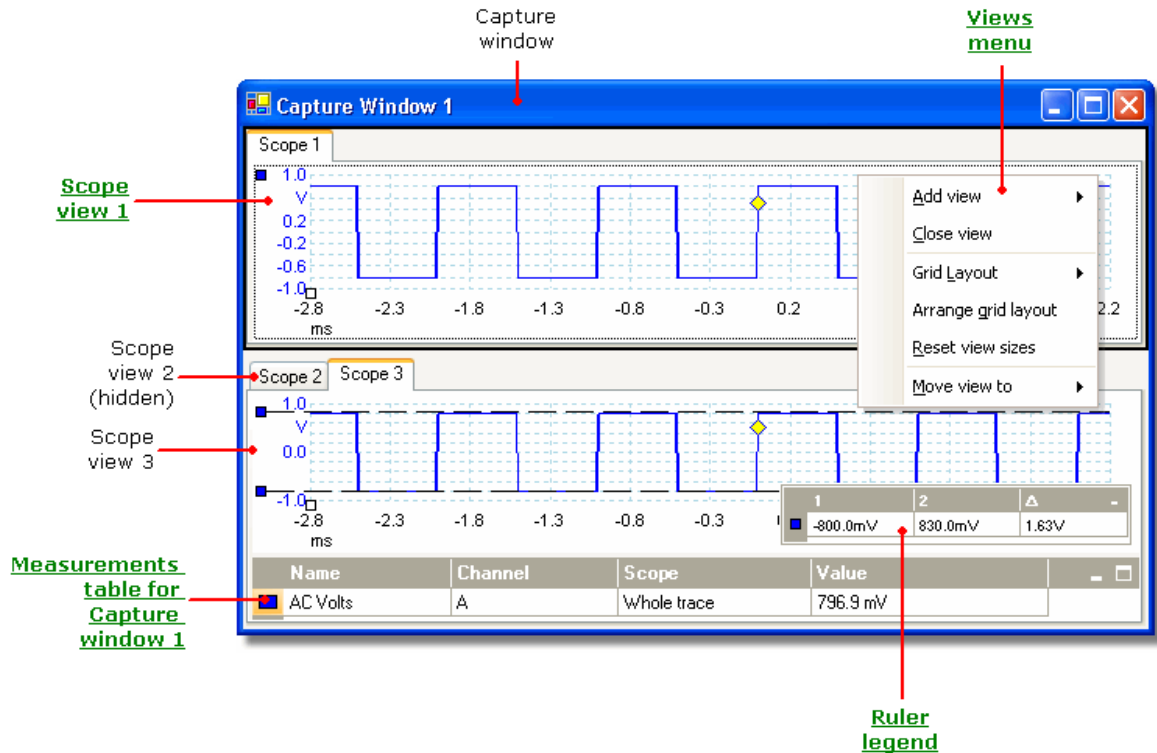 Capture
window
Views
menu
Capture Window 1
Scope 1
Scope
view 1
1.0
V
0.2
-0.2
-0.6
-1.0
-2.8 -2.3 -1.8 -1.3 -0.8 -0.3 0.2 2.2
ms
Add view
Close view
Grid Layout
Arrange grid layout
Reset view sizes
Move view to
Scope
view 2
(hidden)
Scope 2 Scope 3
Scope
view 3
1.0
V
0.0
-1.0
-2.8 -2.3 -1.8 -1.3 -0.8 -0.3
ms
1 2 Δ -
-800.0mV 830.0mV 1.63V
Measurements
table for
Capture
window 1
Name Channel Scope Value
AC Volts A Whole trace 796.9 mV
Ruler
legend